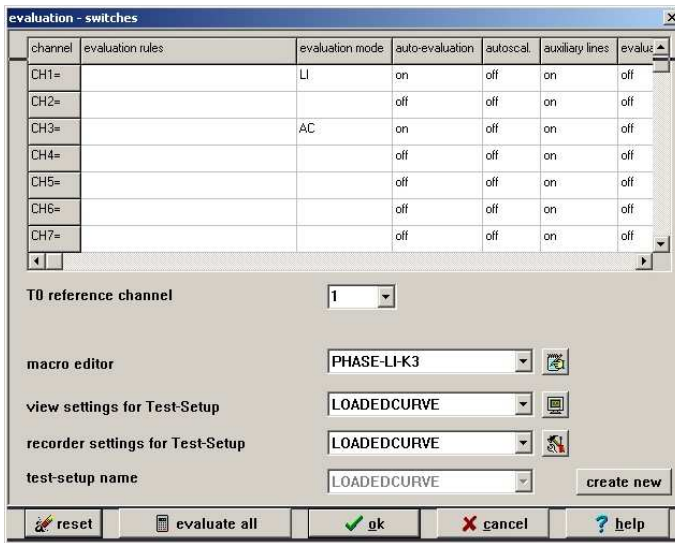 evaluation - switches
channel evaluation rules evaluation mode auto-evaluation autoscal. auxiliary lines
CH1= LI on off on off
CH2= off off on off
CH3= AC on off on off
CH4= off off on off
CH5= off off on off
CH6= off off on off
CH7= off off on off
T0 reference channel 1
macro editor PHASE-LI-K3
view settings for Test-Setup LOADEDCURVE
recorder settings for Test-Setup LOADEDCURVE
test-setup name LOADEDCURVE create new
reset evaluate all ok cancel ? help